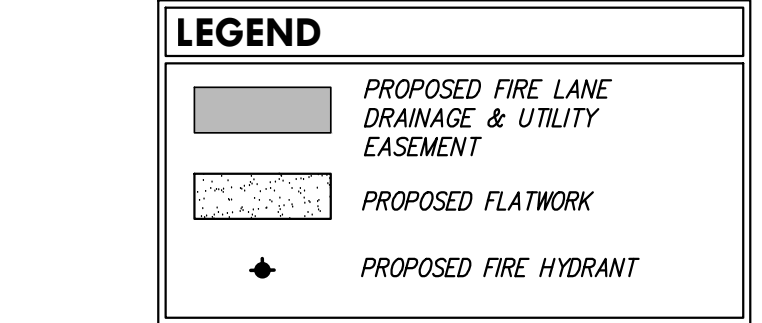 LEGEND
PROPOSED FIRE LANE
DRAINAGE & UTILITY
EASEMENT
PROPOSED FLATWORK
PROPOSED FIRE HYDRANT